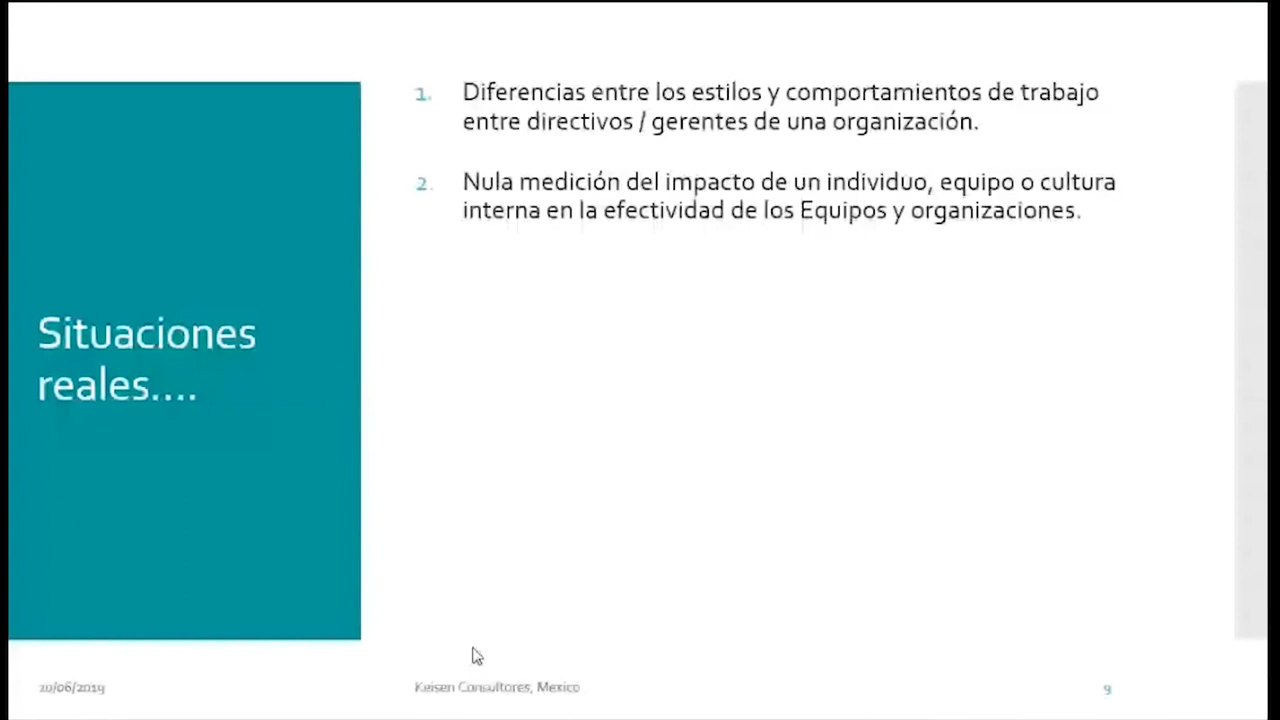 Situaciones
reales....
1. Diferencias entre los estilos y comportamientos de trabajo
entre directivos / gerentes de una organización.
2. Nula medición del impacto de un individuo, equipo o cultura
interna en la efectividad de los Equipos y organizaciones.
20/06/2019
Keisen Consultores, Mexico
9